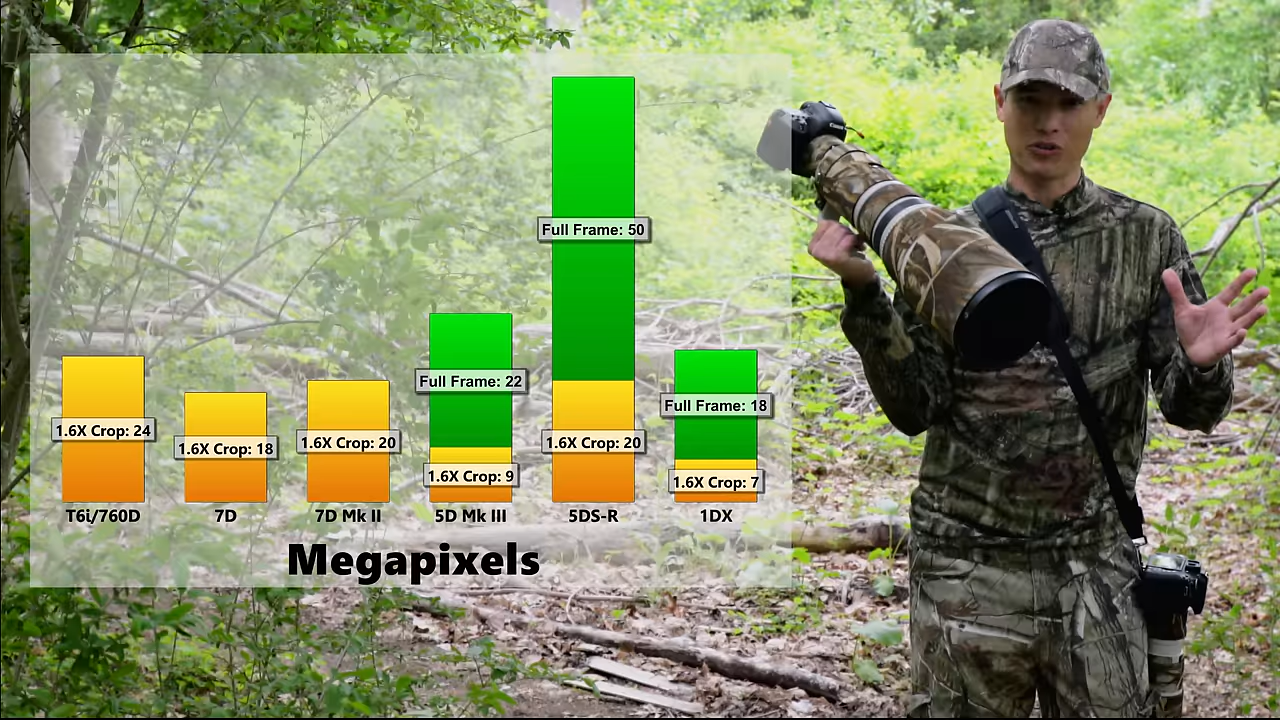 Full Frame: 50
Full Frame: 22
Full Frame: 18
1.6X Crop: 24
1.6X Crop: 18
1.6X Crop: 20
1.6X Crop: 9
1.6X Crop: 20
1.6X Crop: 7
T6i/760D
7D
7D Mk II
5D Mk III
5DS-R
1DX
Megapixels
Canon